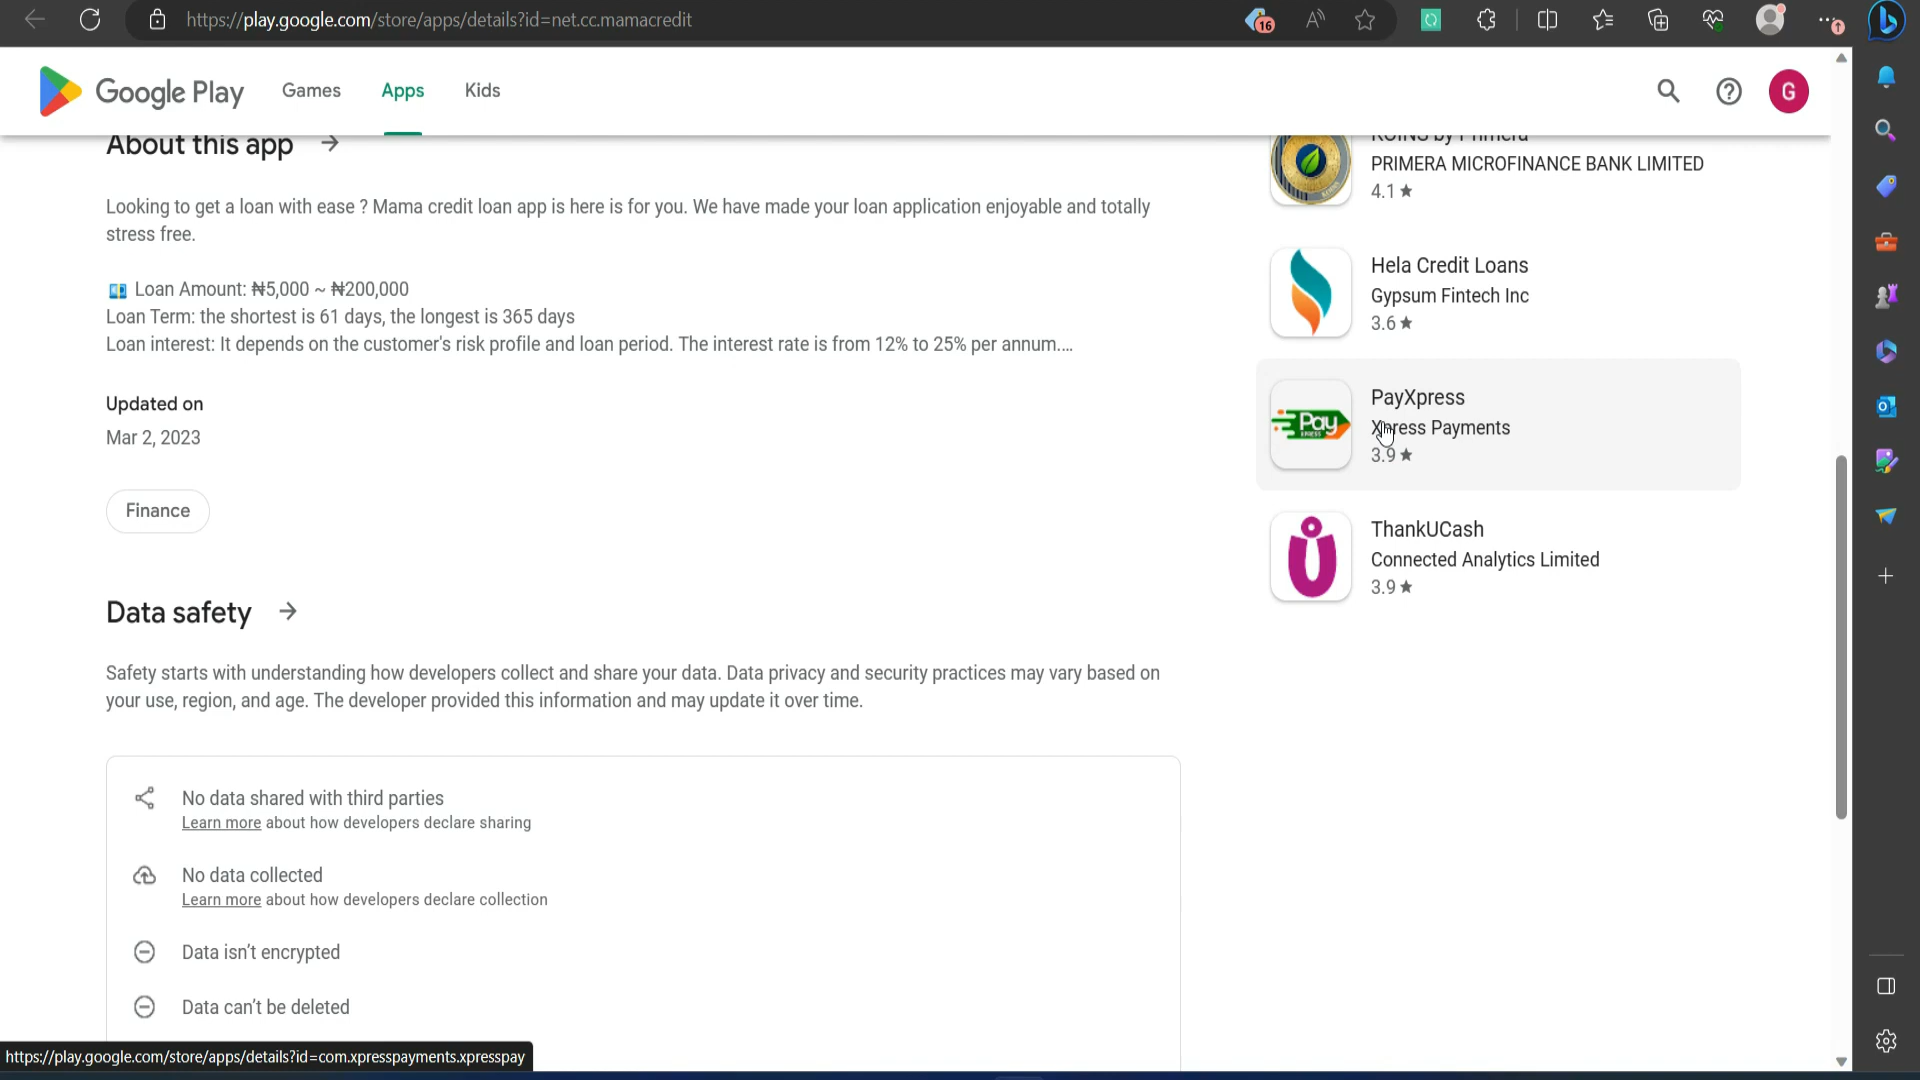 https://play.google.com/store/apps/details?id=net.cc.mamacredit
16
Google Play
Games
Apps
Kids
G
About this app
Looking to get a loan with ease ? Mama credit loan app is here is for you. We have made your loan application enjoyable and totally
stress free.
Loan Amount: ₦5,000 ~ ₦200,000
Loan Term: the shortest is 61 days, the longest is 365 days
Loan interest: It depends on the customer's risk profile and loan period. The interest rate is from 12% to 25% per annum....
Updated on
Mar 2, 2023
Finance
Data safety
Safety starts with understanding how developers collect and share your data. Data privacy and security practices may vary based on
your use, region, and age. The developer provided this information and may update it over time.
No data shared with third parties
Learn more about how developers declare sharing
No data collected
Learn more about how developers declare collection
Data isn't encrypted
Data can't be deleted
KOINS by Primera
PRIMERA MICROFINANCE BANK LIMITED
4.1★
Hela Credit Loans
Gypsum Fintech Inc
3.6★
Pay
XPRESS
PayXpress
Xpress Payments
3.9★
ThankUCash
Connected Analytics Limited
3.9★
https://play.google.com/store/apps/details?id=com.xpresspayments.xpresspay